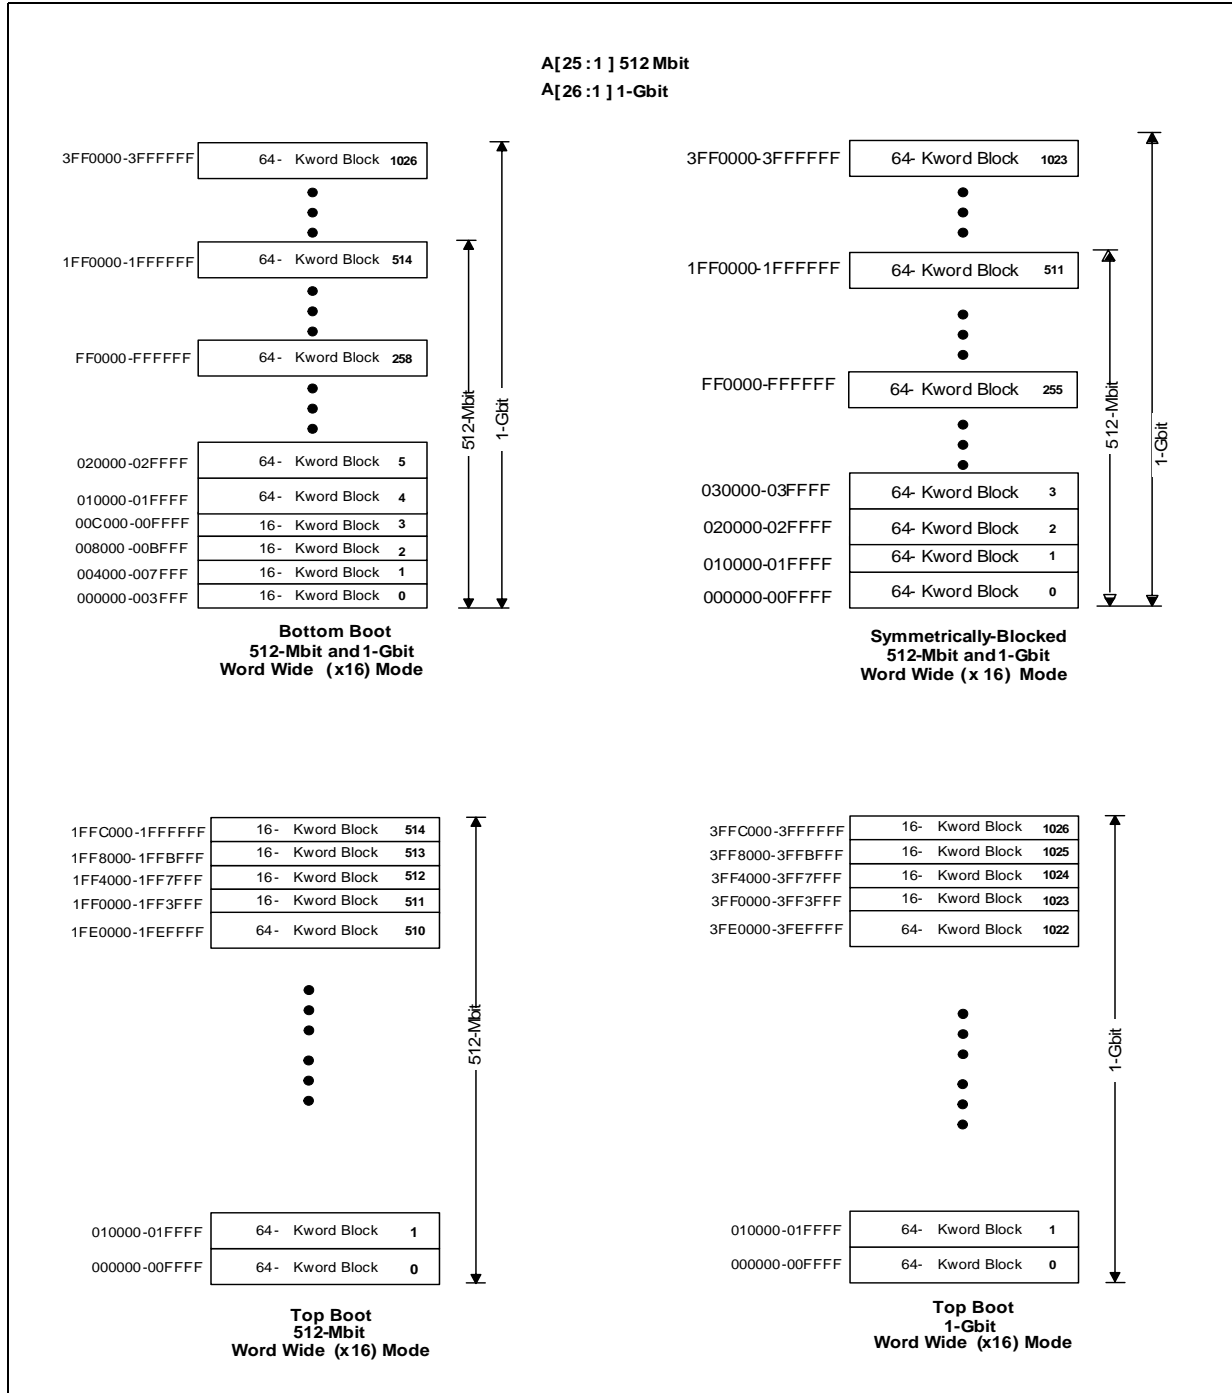 A[25:1] 512 Mbit
A[26:1] 1-Gbit
3FF0000-3FFFFFF 64- Kword Block 1026
1FF0000-1FFFFFF 64- Kword Block 514
FF0000-FFFFFF 64- Kword Block 258
020000-02FFFF 64- Kword Block 5
010000-01FFFF 64- Kword Block 4
00C000-00FFFF 16- Kword Block 3
008000-00BFFF 16- Kword Block 2
004000-007FFF 16- Kword Block 1
000000-003FFF 16- Kword Block 0
512-Mbit
1-Gbit
Bottom Boot
512-Mbit and 1-Gbit
Word Wide (x16) Mode
3FF0000-3FFFFFF 64- Kword Block 1023
1FF0000-1FFFFFF 64- Kword Block 511
FF0000-FFFFFF 64- Kword Block 255
030000-03FFFF 64- Kword Block 3
020000-02FFFF 64- Kword Block 2
010000-01FFFF 64- Kword Block 1
000000-00FFFF 64- Kword Block 0
512-Mbit
1-Gbit
Symmetrically-Blocked
512-Mbit and 1-Gbit
Word Wide (x 16) Mode
1FFC000-1FFFFFF 16- Kword Block 514
1FF8000-1FFBFFF 16- Kword Block 513
1FF4000-1FF7FFF 16- Kword Block 512
1FF0000-1FF3FFF 16- Kword Block 511
1FE0000-1FEFFFF 64- Kword Block 510
512-Mbit
010000-01FFFF 64- Kword Block 1
000000-00FFFF 64- Kword Block 0
Top Boot
512-Mbit
Word Wide (x16) Mode
3FFC000-3FFFFFF 16- Kword Block 1026
3FF8000-3FFBFFF 16- Kword Block 1025
3FF4000-3FF7FFF 16- Kword Block 1024
3FF0000-3FF3FFF 16- Kword Block 1023
3FE0000-3FEFFFF 64- Kword Block 1022
1-Gbit
010000-01FFFF 64- Kword Block 1
000000-00FFFF 64- Kword Block 0
Top Boot
1-Gbit
Word Wide (x16) Mode